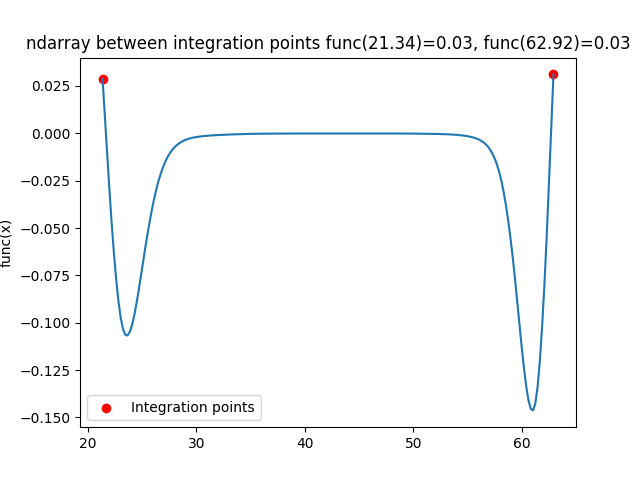 ndarray between integration points func(21.34)=0.03, func(62.92)=0.03
0.025
0.000
−0.025
−0.050
−0.075
−0.100
−0.125
−0.150
func(x)
Integration points
20 30 40 50 60